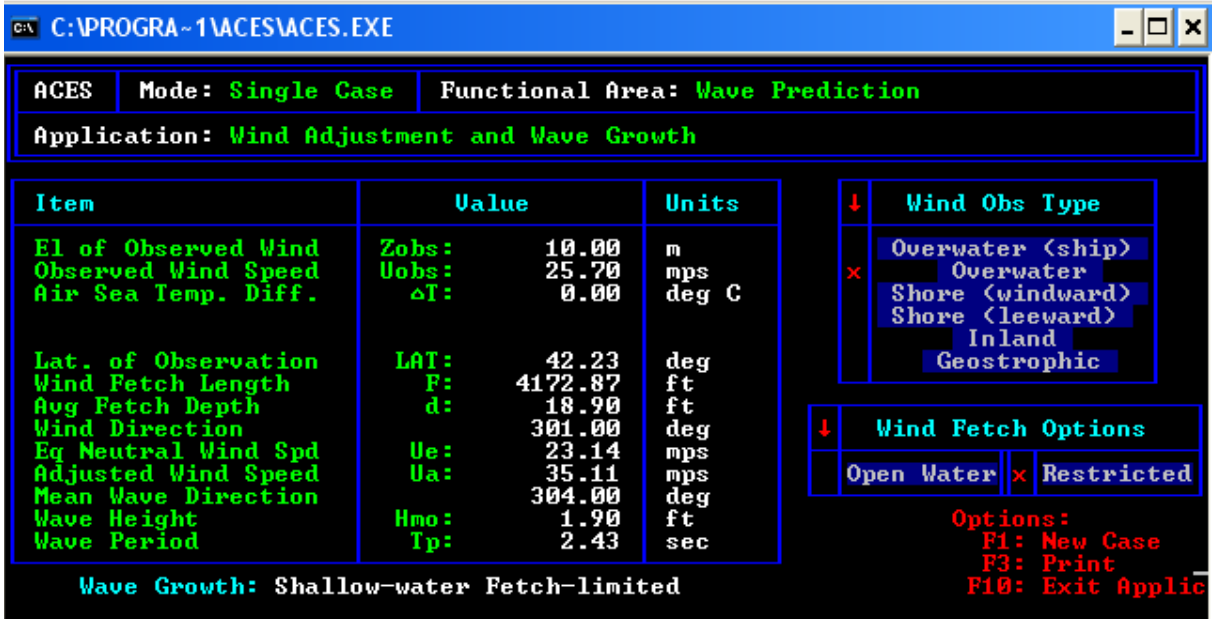 C:\PROGRA~1\ACES\ACES.EXE
ACES Mode: Single Case Functional Area: Wave Prediction
Application: Wind Adjustment and Wave Growth
Item Value Units
El of Observed Wind Zobs: 10.00 m
Observed Wind Speed Uobs: 25.70 mps
Air Sea Temp. Diff. ΔT: 0.00 deg C
Lat. of Observation LAT: 42.23 deg
Wind Fetch Length F: 4172.87 ft
Avg Fetch Depth d: 18.90 ft
Wind Direction 301.00 deg
Eq Neutral Wind Spd Ue: 23.14 mps
Adjusted Wind Speed Ua: 35.11 mps
Mean Wave Direction 304.00 deg
Wave Height Hmo: 1.90 ft
Wave Period Tp: 2.43 sec
Wave Growth: Shallow-water Fetch-limited
↓ Wind Obs Type
Overwater (ship)
x Overwater
Shore (windward)
Shore (leeward)
Inland
Geostrophic
↓ Wind Fetch Options
Open Water x Restricted
Options:
F1: New Case
F3: Print
F10: Exit Applic